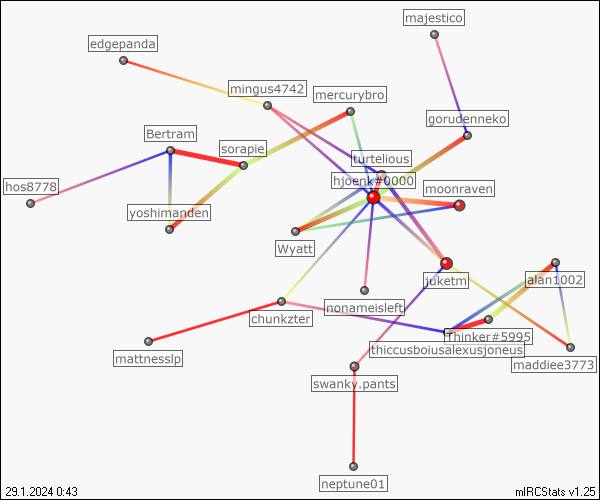 majestico
edgepanda
mingus4742
mercurybro
gorudenneko
Bertram
sorapie
turtelious
hjoenk#0000
moonraven
hos8778
yoshimanden
Wyatt
juketm
alan1002
nonameisleft
chunkzter
Thinker#5995
thiccusboiusalexusjoneus
mattnesslp
maddiee3773
swanky.pants
neptune01
29.1.2024 0:43
mIRCStats v1.25